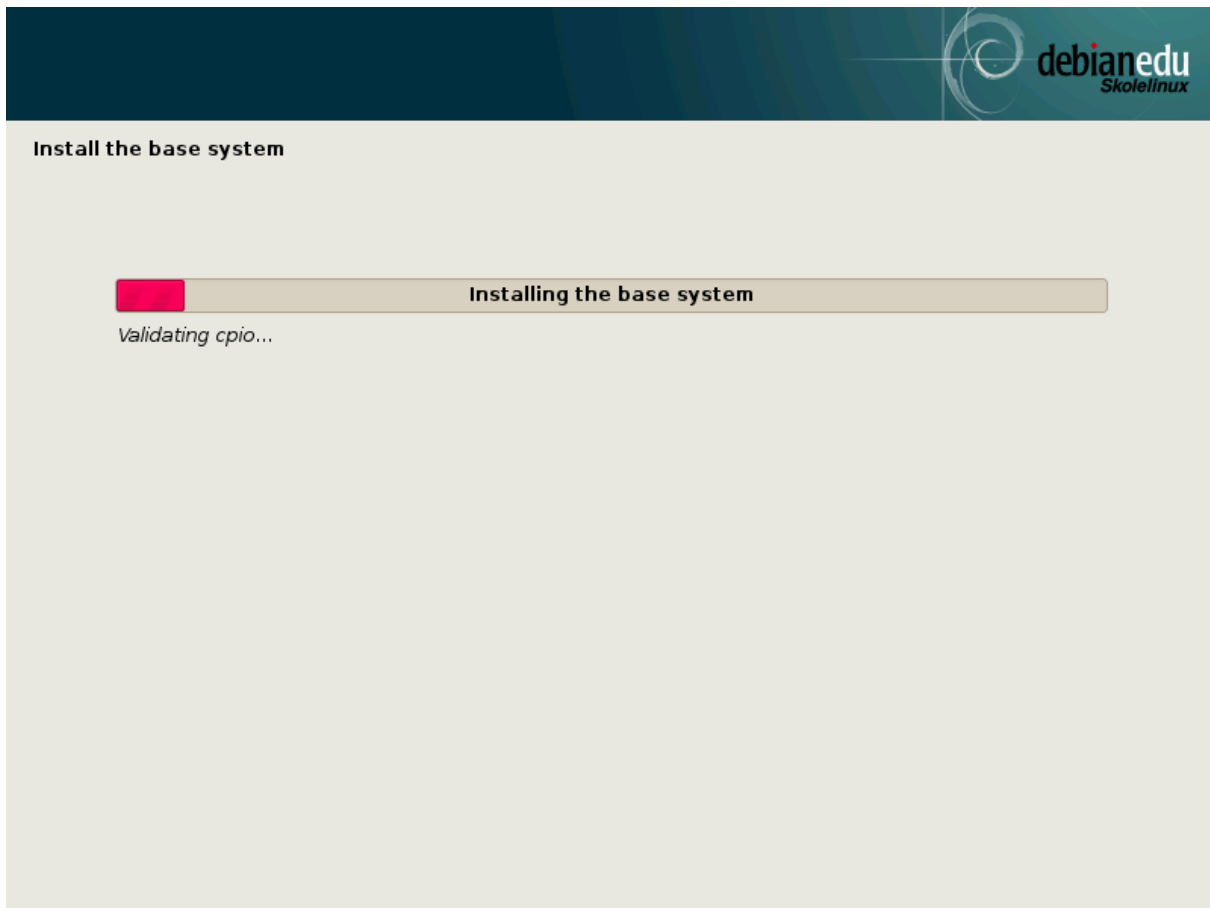 debianedu
Skolelinux
Install the base system
Installing the base system
Validating cpio...